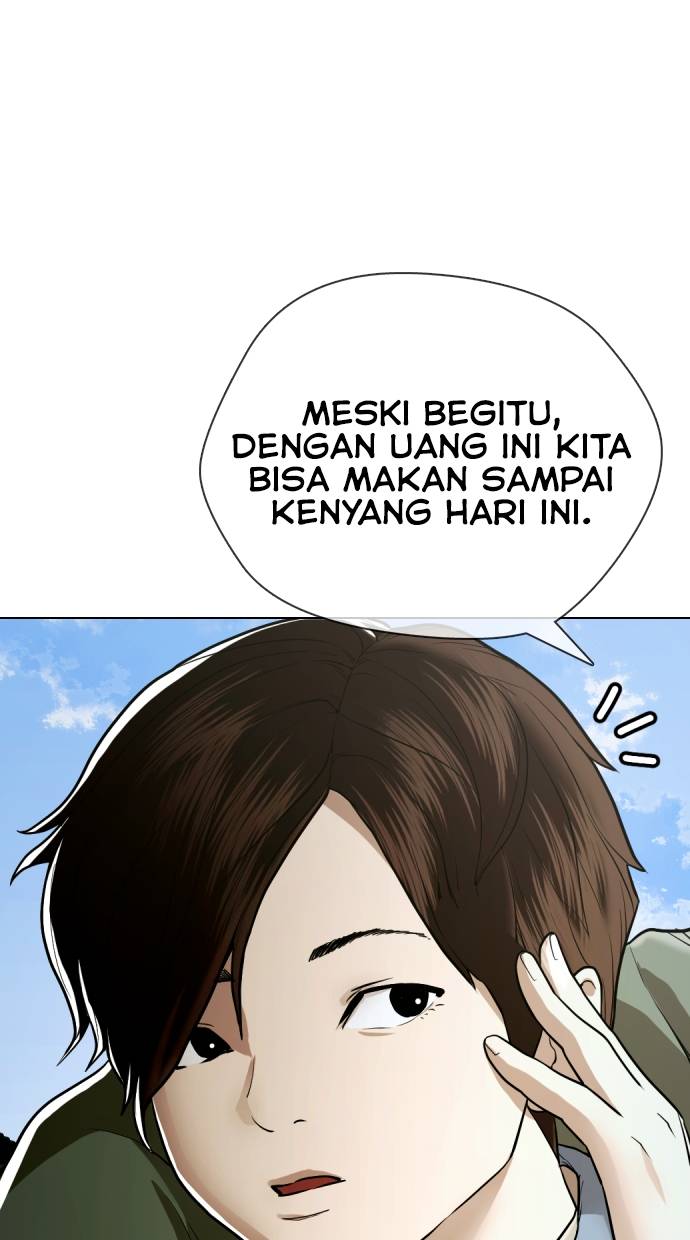 MESKI BEGITU,
DENGAN UANG INI KITA
BISA MAKAN SAMPAI
KENYANG HARI INI.